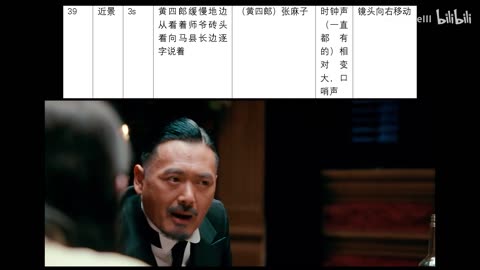 39 近景 3s 黄四郎缓慢地边 （黄四郎）张麻子 时钟声 镜头向右移动
从看着师爷砖头 （一直
看向马县长边逐 都有
字说着 的）相
对变
大、口
哨声
elll bilibili